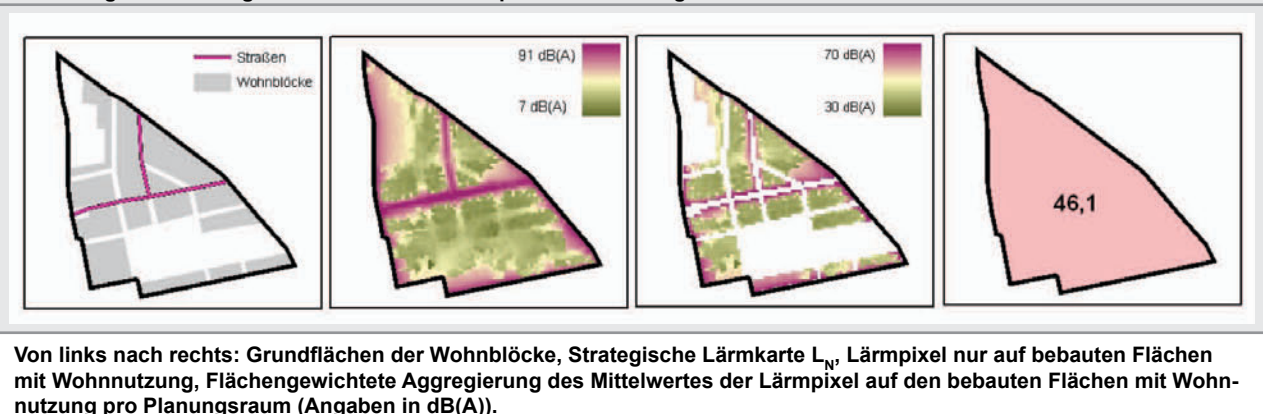 Straßen
Wohnblöcke
91 dB(A)
7 dB(A)
70 dB(A)
30 dB(A)
46,1
Von links nach rechts: Grundflächen der Wohnblöcke, Strategische Lärmkarte L_N, Lärmpixel nur auf bebauten Flächen
mit Wohnnutzung, Flächengewichtete Aggregierung des Mittelwertes der Lärmpixel auf den bebauten Flächen mit Wohn-
nutzung pro Planungsraum (Angaben in dB(A)).